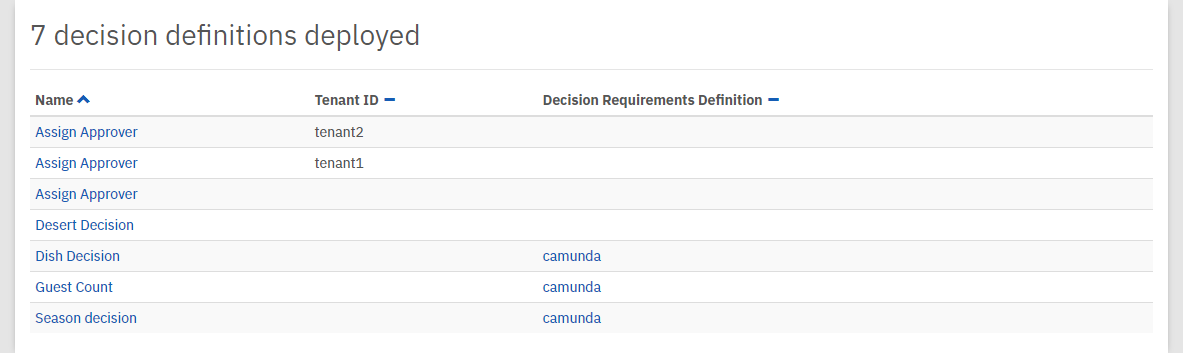 7 decision definitions deployed
Name Tenant ID Decision Requirements Definition
Assign Approver tenant2
Assign Approver tenant1
Assign Approver
Desert Decision
Dish Decision camunda
Guest Count camunda
Season decision camunda